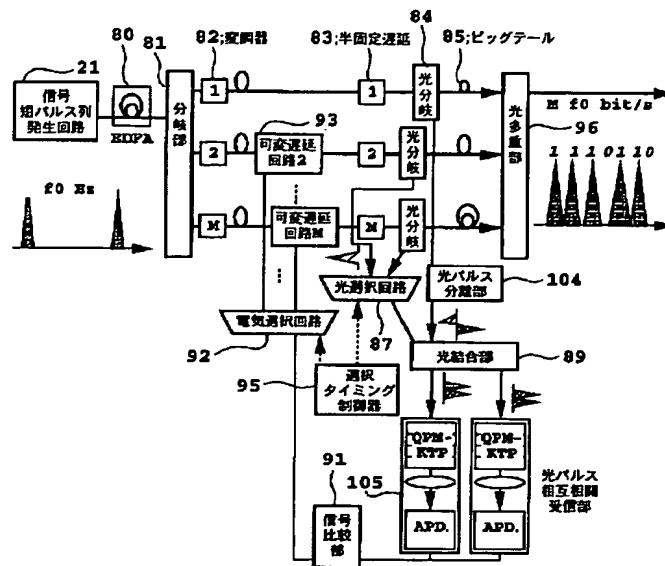 80
81
82;変調器
83;半固定遅延
84
85;ピッグテール
21
信号
短パルス列
発生回路
EDFA
分岐部
1
1
光分岐
光多重部
M f0 bit/s
96
93
2
可変遅延
回路2
2
光分岐
1 1 1 0 1 1 0
f0 Hz
M
可変遅延
回路M
M
光分岐
光選択回路
87
光パルス
分離部
104
電気選択回路
92
光結合部
89
95
選択
タイミング
制御器
91
信号
比較部
105
QPM-
KTP
APD.
QPM-
KTP
APD.
光パルス
相互相関
受信部